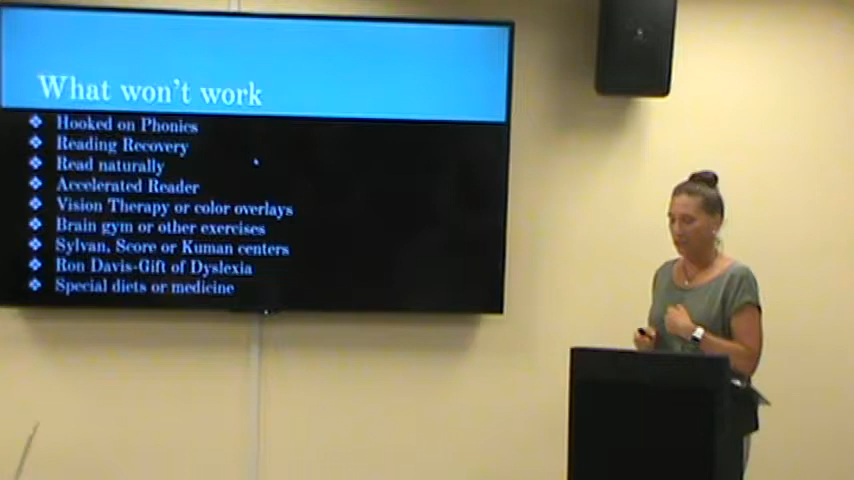 What won't work
Hooked on Phonics
Reading Recovery
Read naturally
Accelerated Reader
Vision Therapy or color overlays
Brain gym or other exercises
Sylvan, Score or Kuman centers
Ron Davis-Gift of Dyslexia
Special diets or medicine